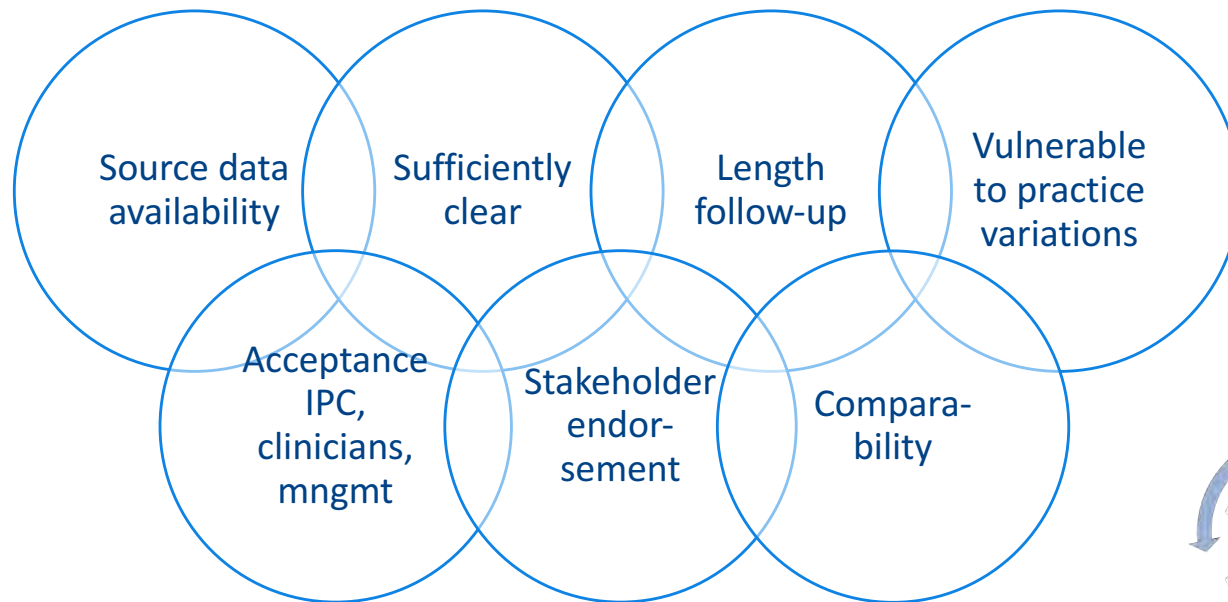 Source data
availability
Sufficiently
clear
Length
follow-up
Vulnerable
to practice
variations
Acceptance
IPC,
clinicians,
mngmt
Stakeholder
endor-
sement
Compara-
bility